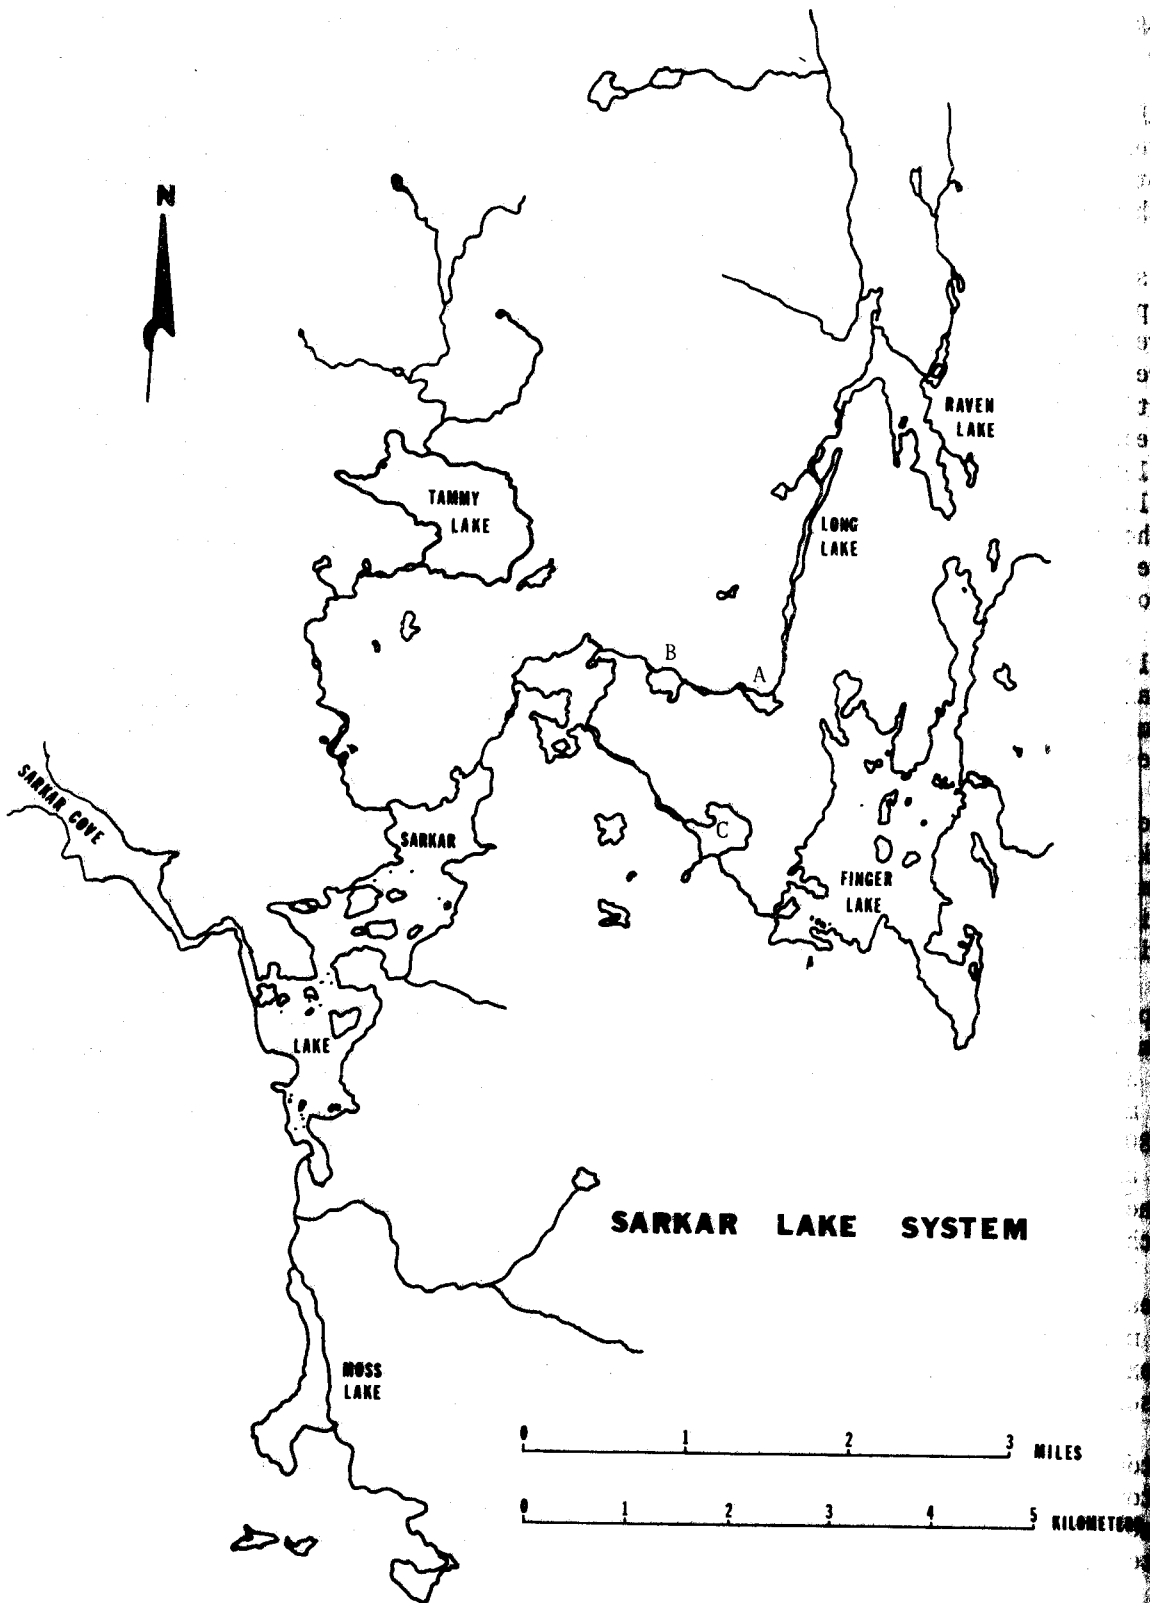 N
RAVEN
LAKE
TAMMY
LAKE
LONG
LAKE
B
A
SARKAR COVE
SARKAR
C
FINGER
LAKE
LAKE
SARKAR LAKE SYSTEM
MOSS
LAKE
0 1 2 3 MILES
0 1 2 3 4 5 KILOMETERS